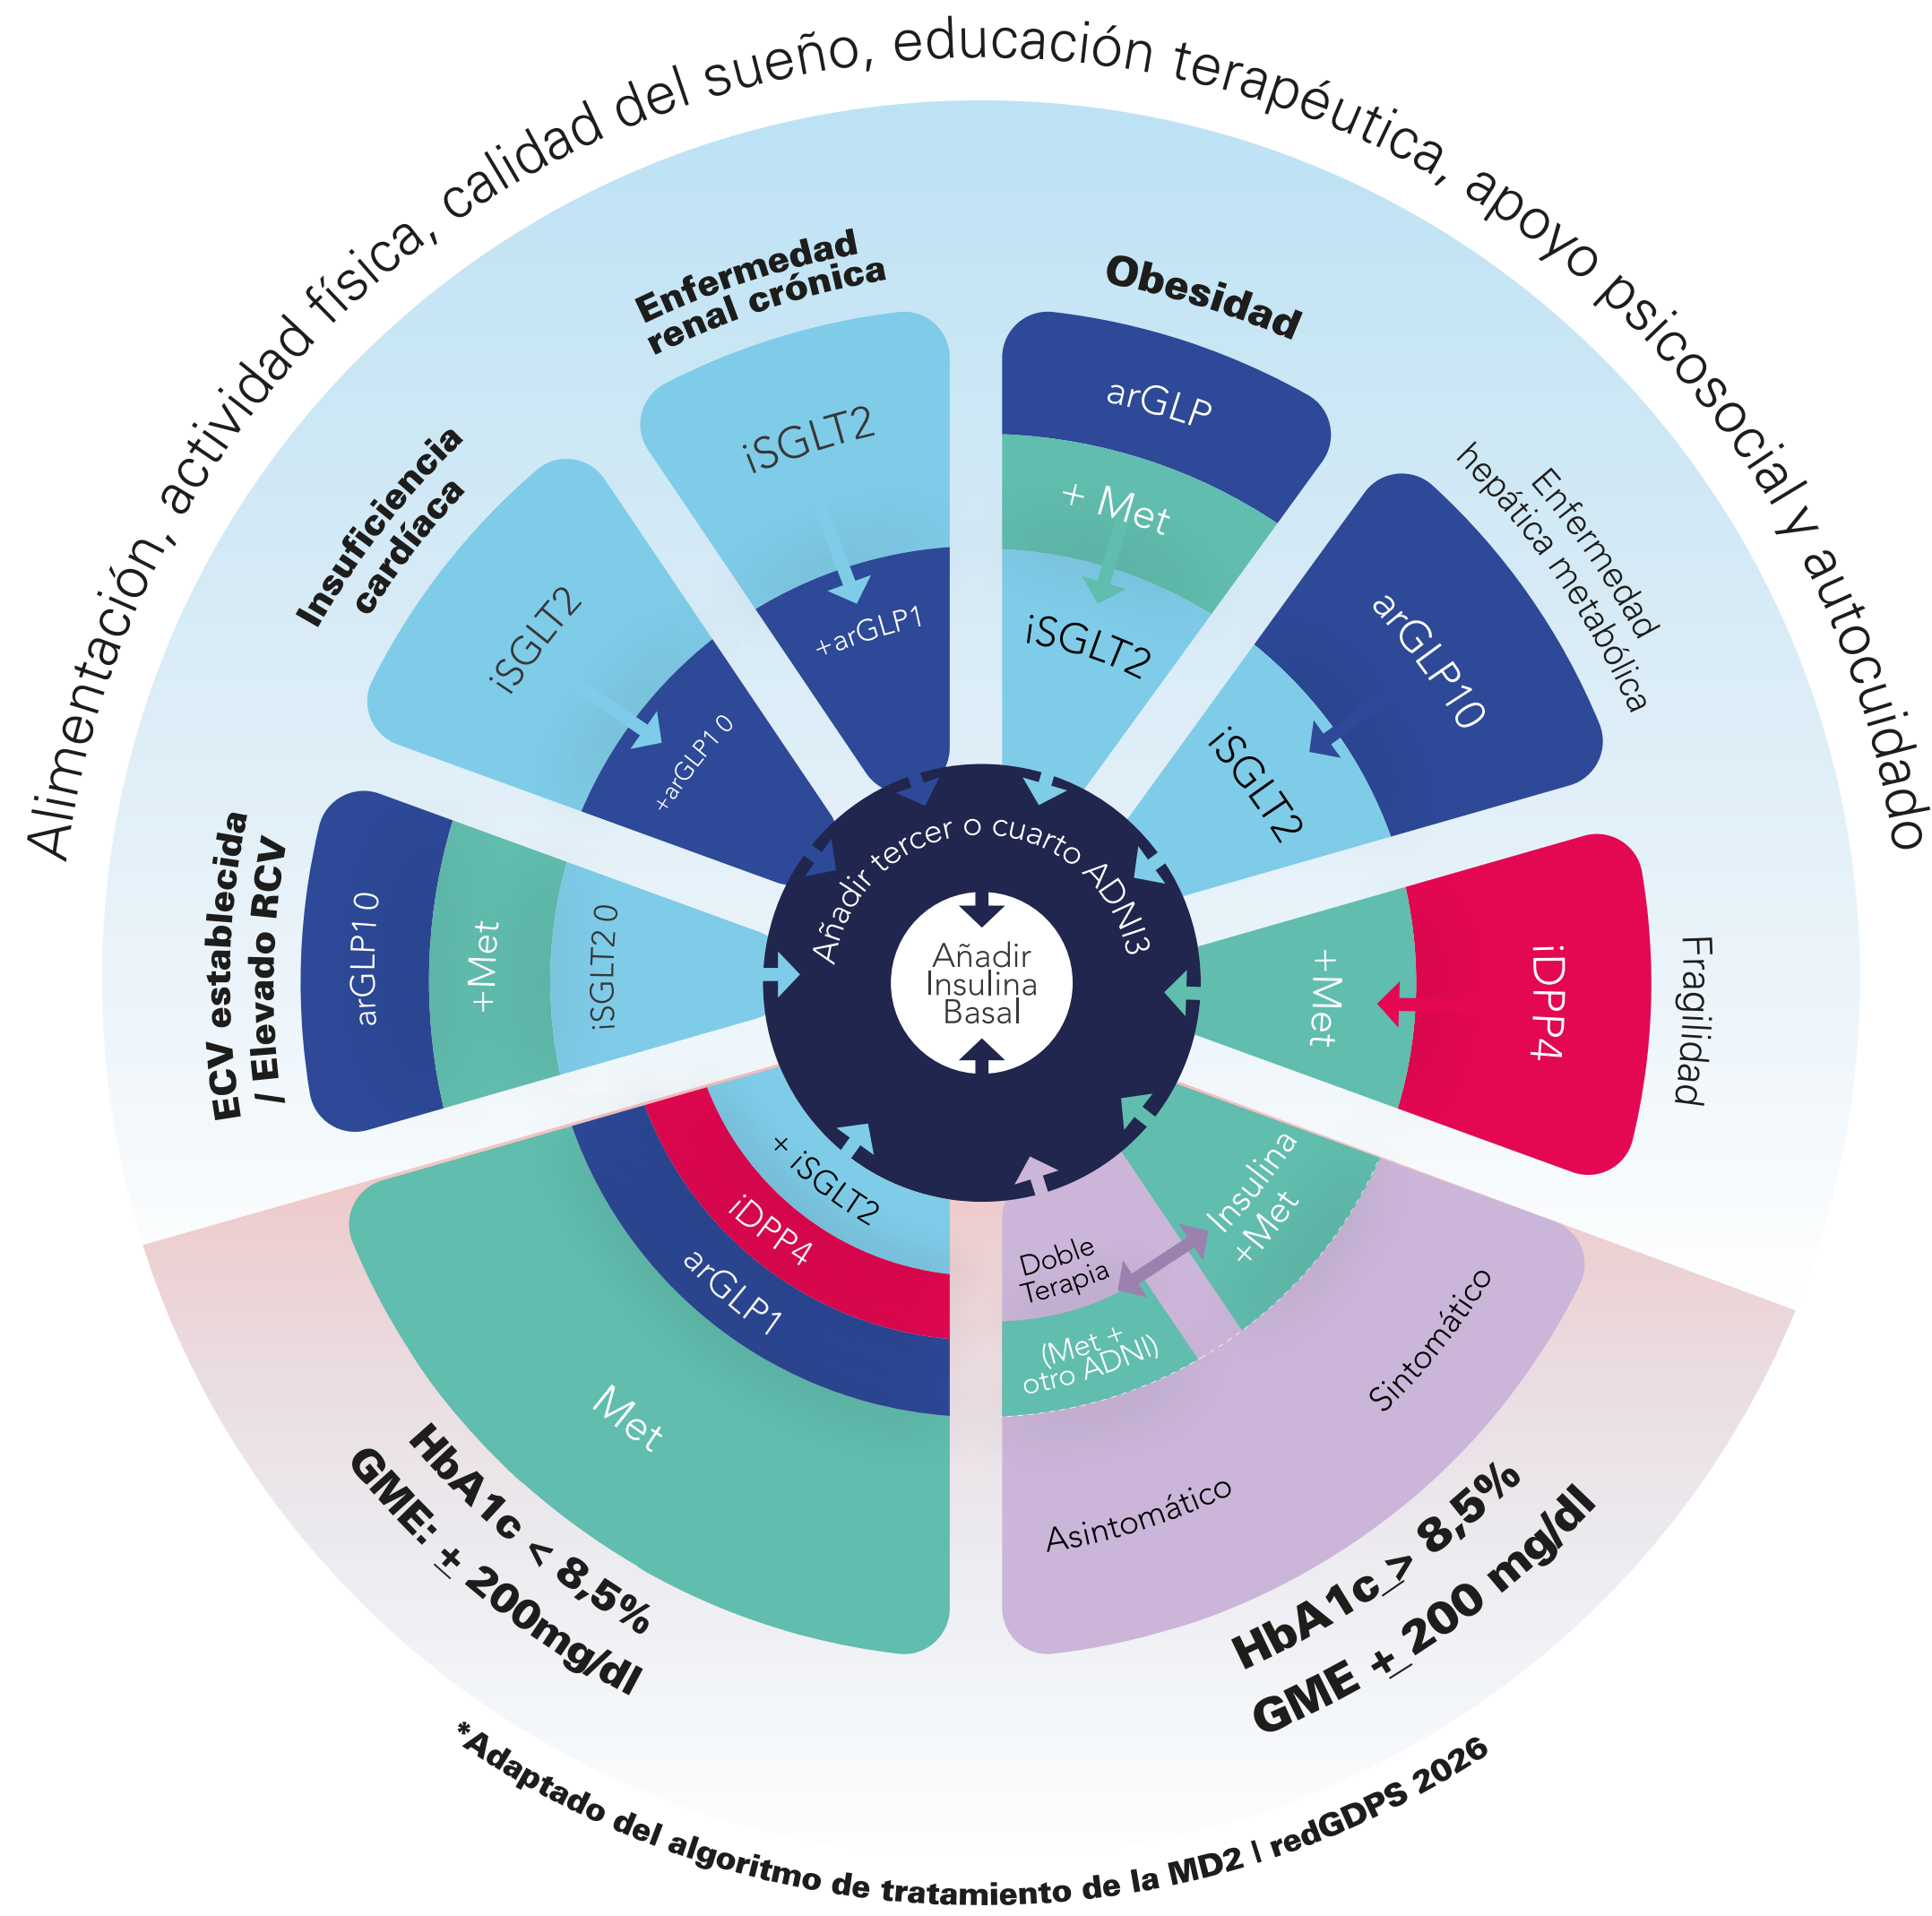 Alimentación, actividad física, calidad del sueño, educación terapéutica, apoyo psicosocial y autocuidado
ECV establecida
/ Elevado RCV
arGLP1 0
+Met
iSGLT2 0
Insuficiencia
cardíaca
iSGLT2
+arGLP1 0
Enfermedad
renal crónica
iSGLT2
+arGLP1
Obesidad
arGLP
+ Met
iSGLT2
Enfermedad
hepática metabólica
arGLP10
iSGLT2
Fragilidad
iDPP4
+Met
Añadir tercer o cuarto ADNI3
Añadir
Insulina
Basal
+ iSGLT2
iDPP4
arGLP1
Met
HbA1c < 8,5%
GME: ± 200mg/dl
Insulina
+Met
Doble
Terapia
(Met +
otro ADNI)
Sintomático
Asintomático
HbA1c ≥ 8,5%
GME ± 200 mg/dl
*Adaptado del algoritmo de tratamiento de la MD2 / redGDPS 2026